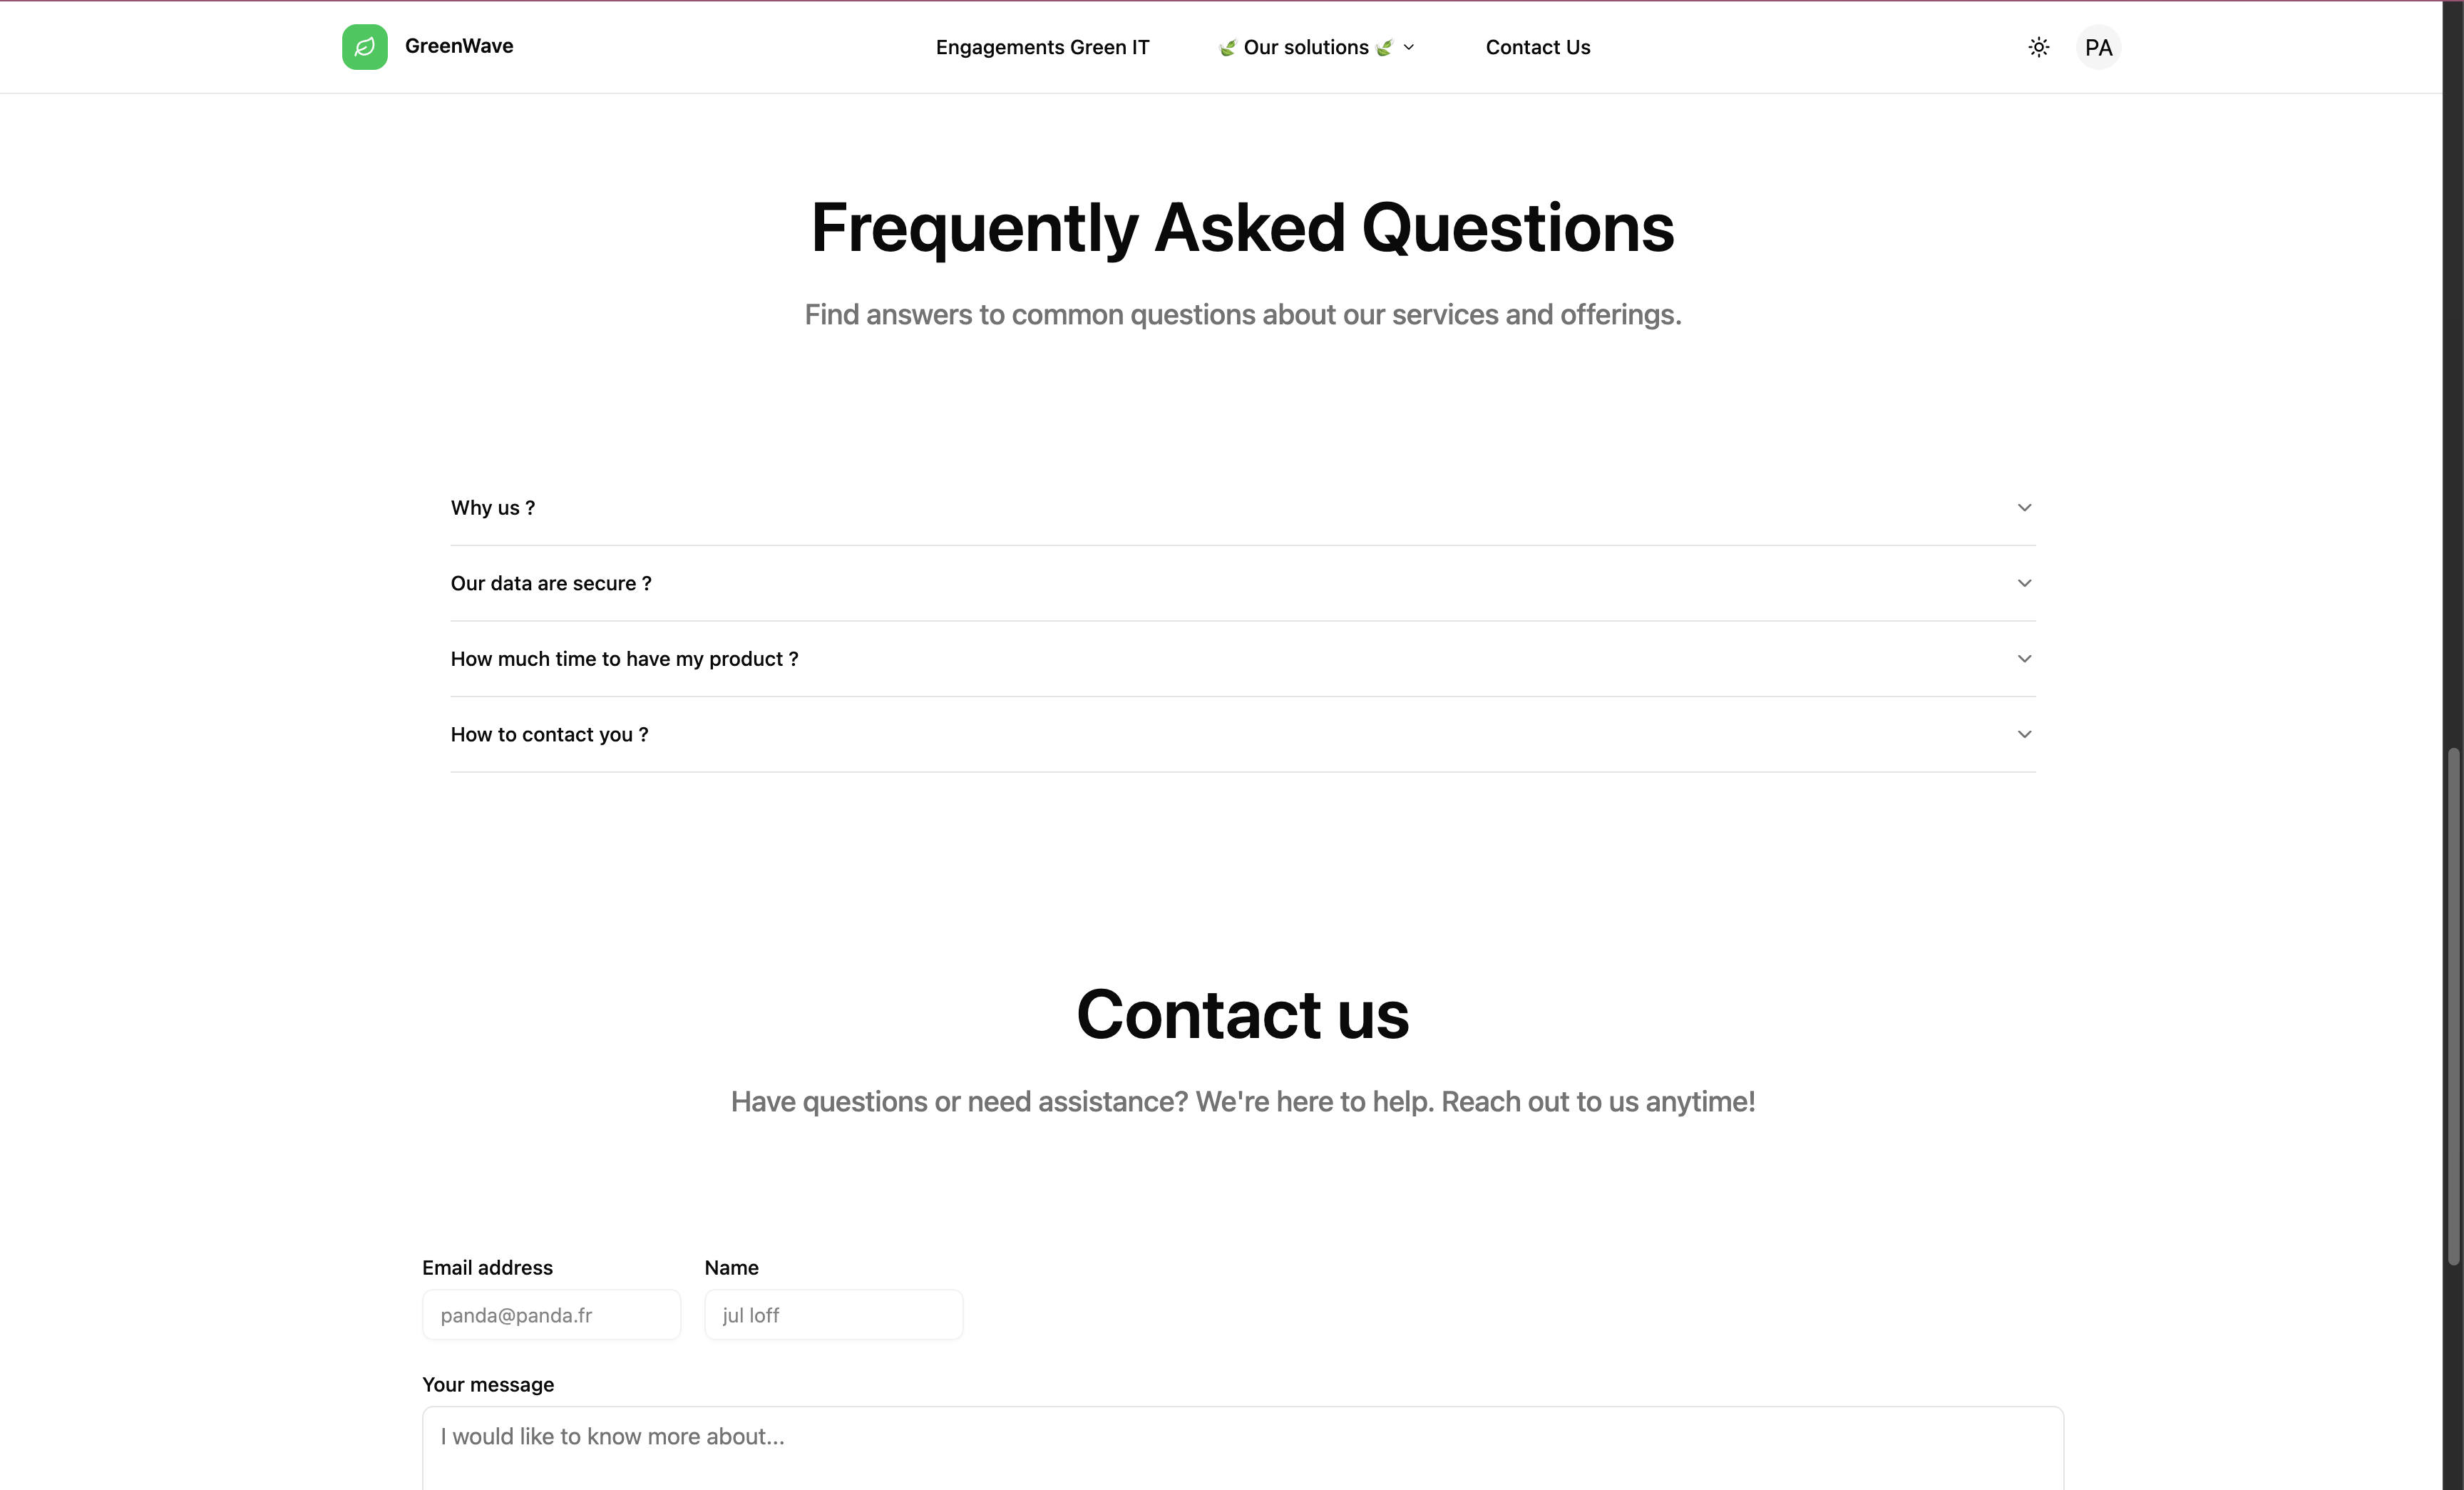 GreenWave
Engagements Green IT
🍃 Our solutions 🍃
Contact Us
PA
Frequently Asked Questions
Find answers to common questions about our services and offerings.
Why us ?
Our data are secure ?
How much time to have my product ?
How to contact you ?
Contact us
Have questions or need assistance? We're here to help. Reach out to us anytime!
Email address
Name
panda@panda.fr
jul loff
Your message
I would like to know more about...